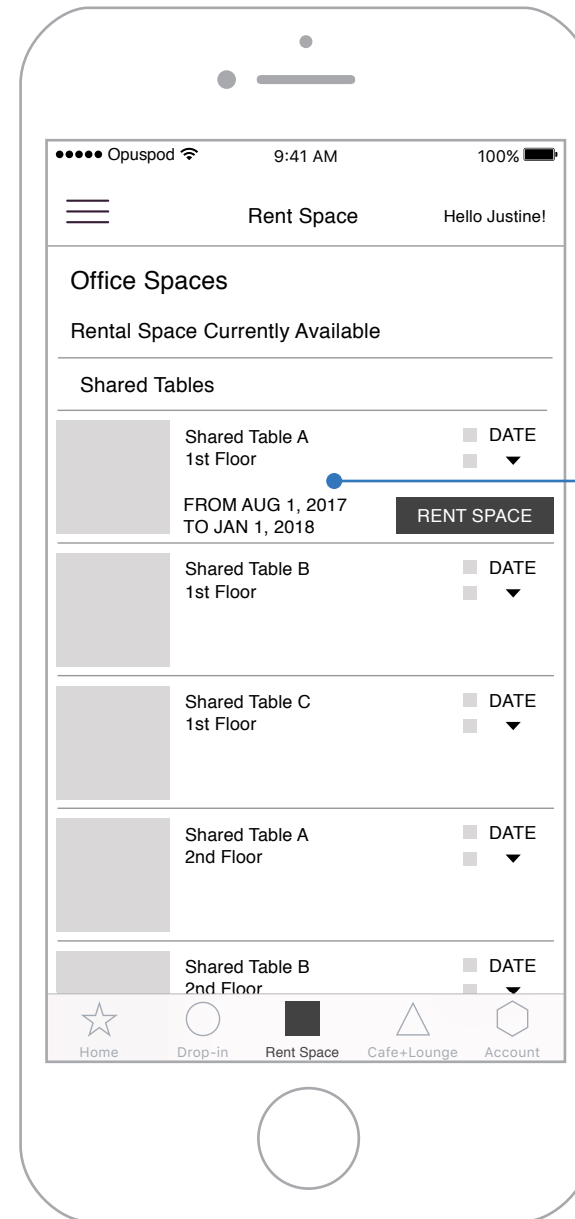 Opuspod 9:41 AM 100%
Rent Space Hello Justine!
Office Spaces
Rental Space Currently Available
Shared Tables
Shared Table A DATE
1st Floor
FROM AUG 1, 2017
TO JAN 1, 2018
RENT SPACE
Shared Table B DATE
1st Floor
Shared Table C DATE
1st Floor
Shared Table A DATE
2nd Floor
Shared Table B DATE
2nd Floor
Home Drop-in Rent Space Cafe+Lounge Account